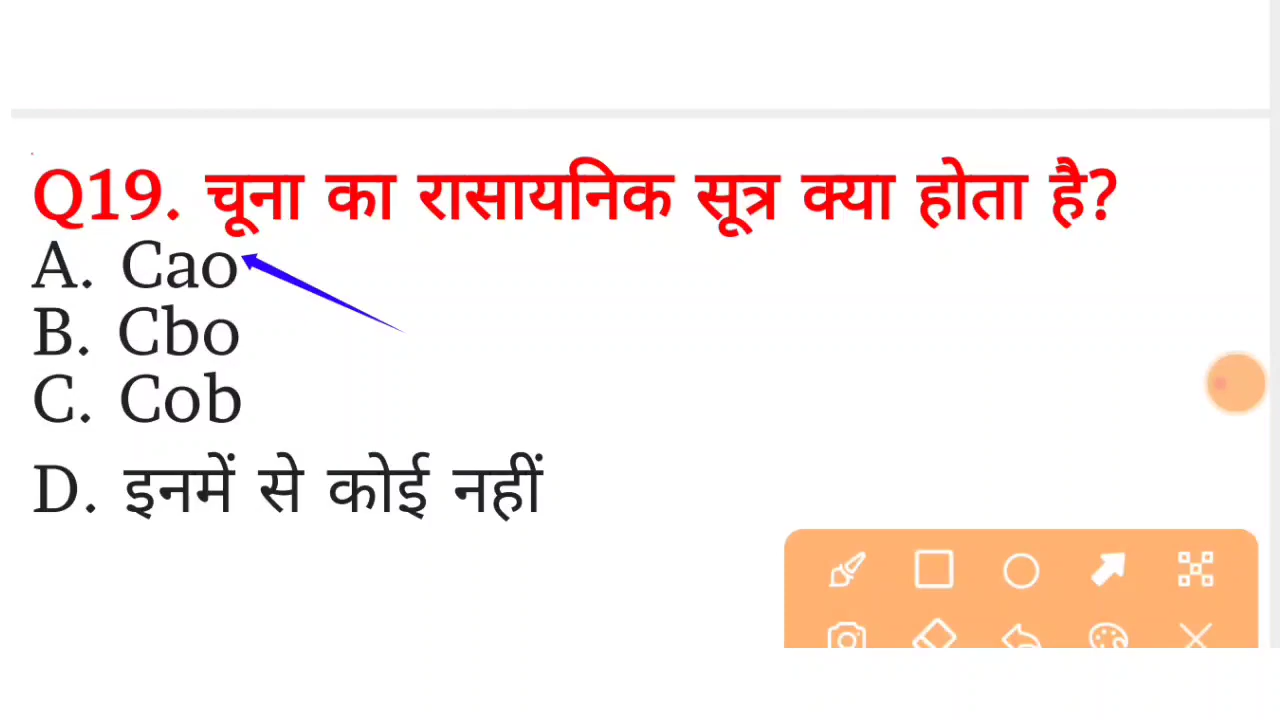 Q19. चूना का रासायनिक सूत्र क्या होता है?
A. Cao
B. Cbo
C. Cob
D. इनमें से कोई नहीं